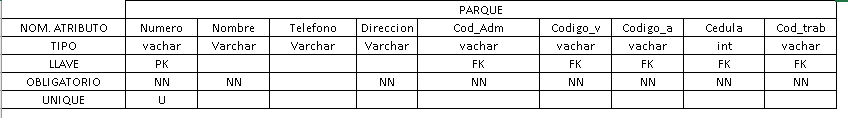 PARQUE
NOM. ATRIBUTO Numero Nombre Telefono Direccion Cod_Adm Codigo_v Codigo_a Cedula Cod_trab
TIPO vachar Varchar Varchar Varchar vachar vachar vachar int vachar
LLAVE PK FK FK FK FK FK
OBLIGATORIO NN NN NN NN NN NN NN NN
UNIQUE U